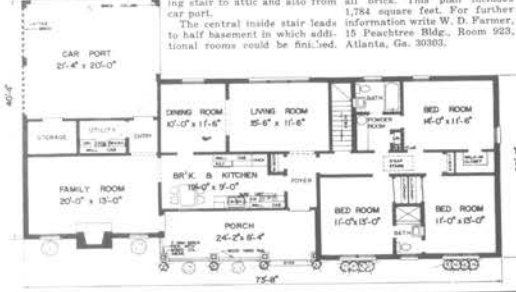 ing stair to attic and also from
car port.
The central inside stair leads
to half basement in which addi-
tional rooms could be finished.
all brick. This plan includes
1,784 square feet. For further
information write W. D. Farmer,
15 Peachtree Bldg., Room 923,
Atlanta, Ga. 30303.
CAR PORT
21'-4" x 20'-0"
40'-4"
STORAGE
UTILITY
ENTRY
DINING ROOM
10'-0" x 11'-6"
LIVING ROOM
15'-6" x 11'-6"
BATH
POWDER
ROOM
BED ROOM
14'-0" x 11'-6"
FAMILY ROOM
20'-0" x 13'-0"
BR'K. & KITCHEN
19'-0" x 9'-0"
FOYER
BED ROOM
11'-0" x 13'-0"
BATH
BED ROOM
11'-0" x 13'-0"
PORCH
24'-2" x 8'-4"
73'-8"